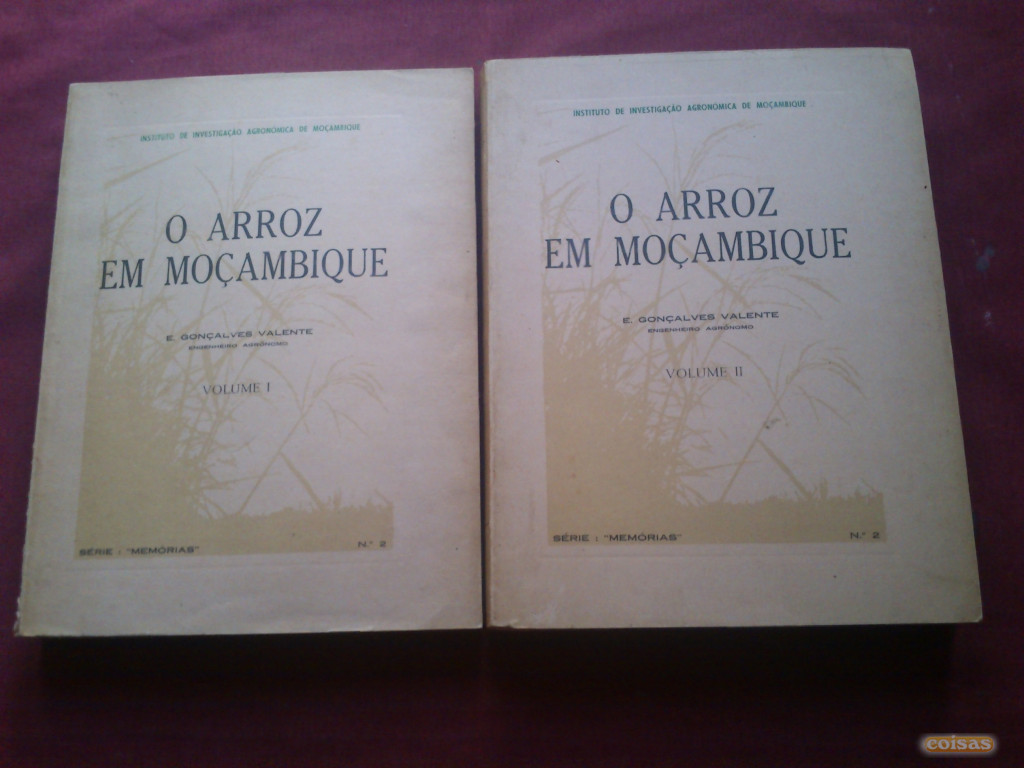 INSTITUTO DE INVESTIGAÇÃO AGRONÓMICA DE MOÇAMBIQUE
O ARROZ
EM MOÇAMBIQUE
E. GONÇALVES VALENTE
ENGENHEIRO AGRÓNOMO
VOLUME I
SÉRIE : "MEMÓRIAS" N.º 2
INSTITUTO DE INVESTIGAÇÃO AGRONÓMICA DE MOÇAMBIQUE
O ARROZ
EM MOÇAMBIQUE
E. GONÇALVES VALENTE
ENGENHEIRO AGRÓNOMO
VOLUME II
SÉRIE : "MEMÓRIAS" N.º 2
coisas